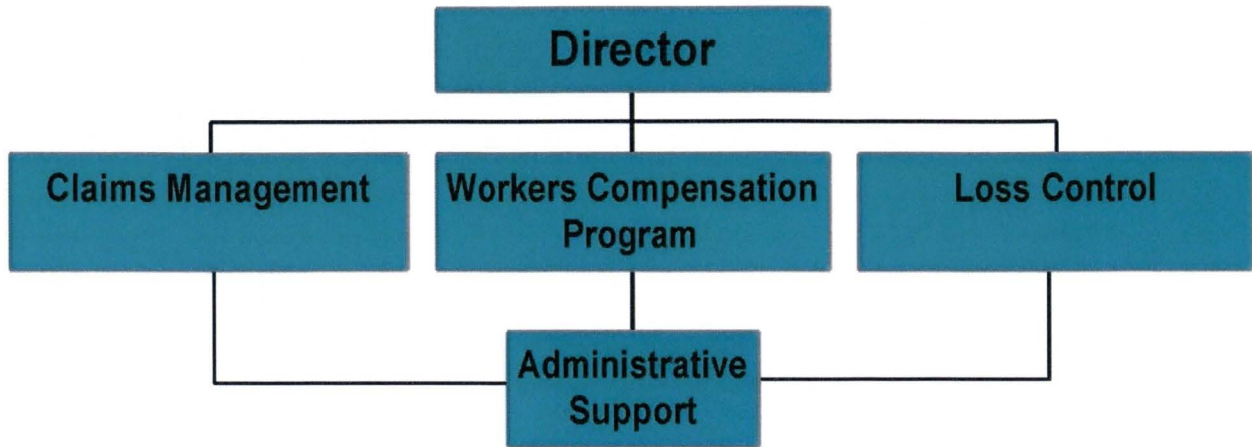 Director
Claims Management
Workers Compensation
Program
Loss Control
Administrative
Support